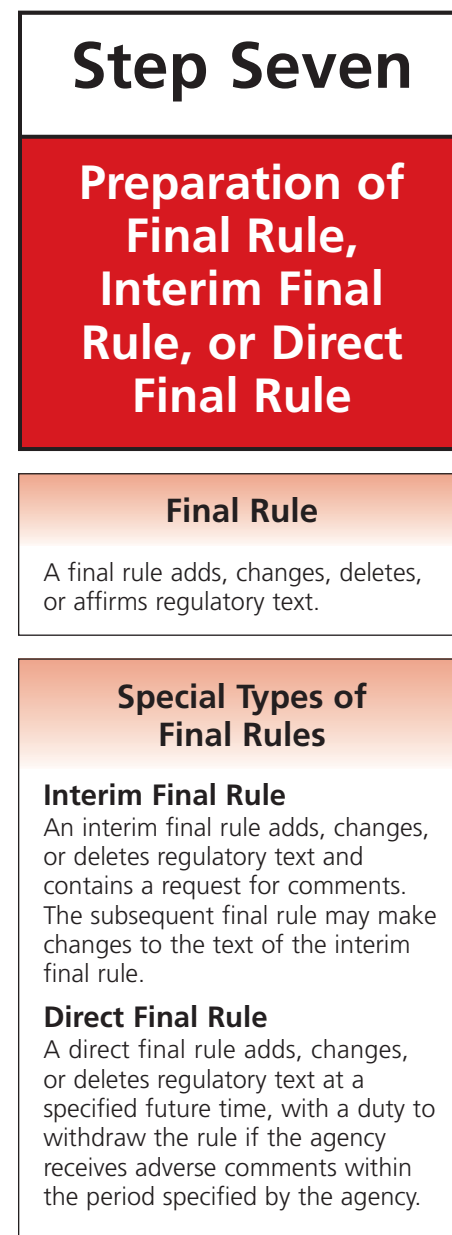 Step Seven
Preparation of
Final Rule,
Interim Final
Rule, or Direct
Final Rule
Final Rule
A final rule adds, changes, deletes,
or affirms regulatory text.
Special Types of
Final Rules
Interim Final Rule
An interim final rule adds, changes,
or deletes regulatory text and
contains a request for comments.
The subsequent final rule may make
changes to the text of the interim
final rule.
Direct Final Rule
A direct final rule adds, changes,
or deletes regulatory text at a
specified future time, with a duty to
withdraw the rule if the agency
receives adverse comments within
the period specified by the agency.